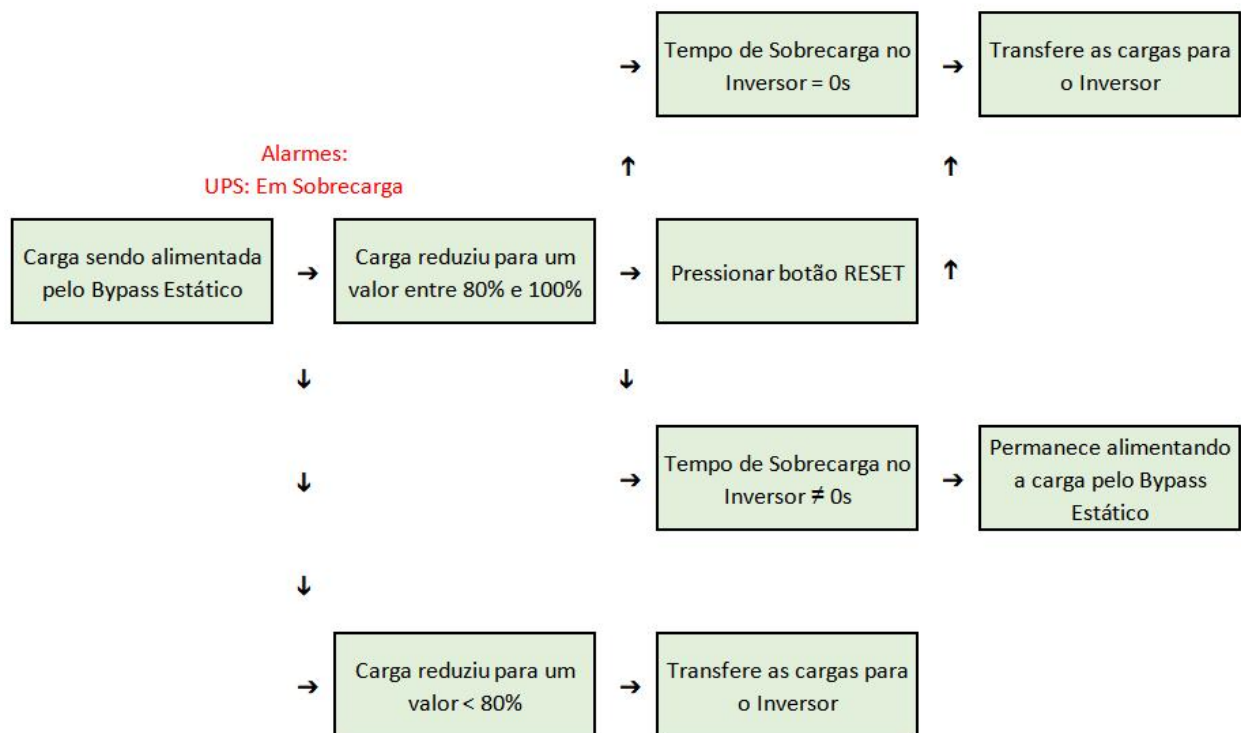 Tempo de Sobrecarga no
Inversor = 0s
Transfere as cargas para
o Inversor
Alarmes:
UPS: Em Sobrecarga
Carga sendo alimentada
pelo Bypass Estático
Carga reduziu para um
valor entre 80% e 100%
Pressionar botão RESET
Tempo de Sobrecarga no
Inversor ≠ 0s
Permanece alimentando
a carga pelo Bypass
Estático
Carga reduziu para um
valor < 80%
Transfere as cargas para
o Inversor